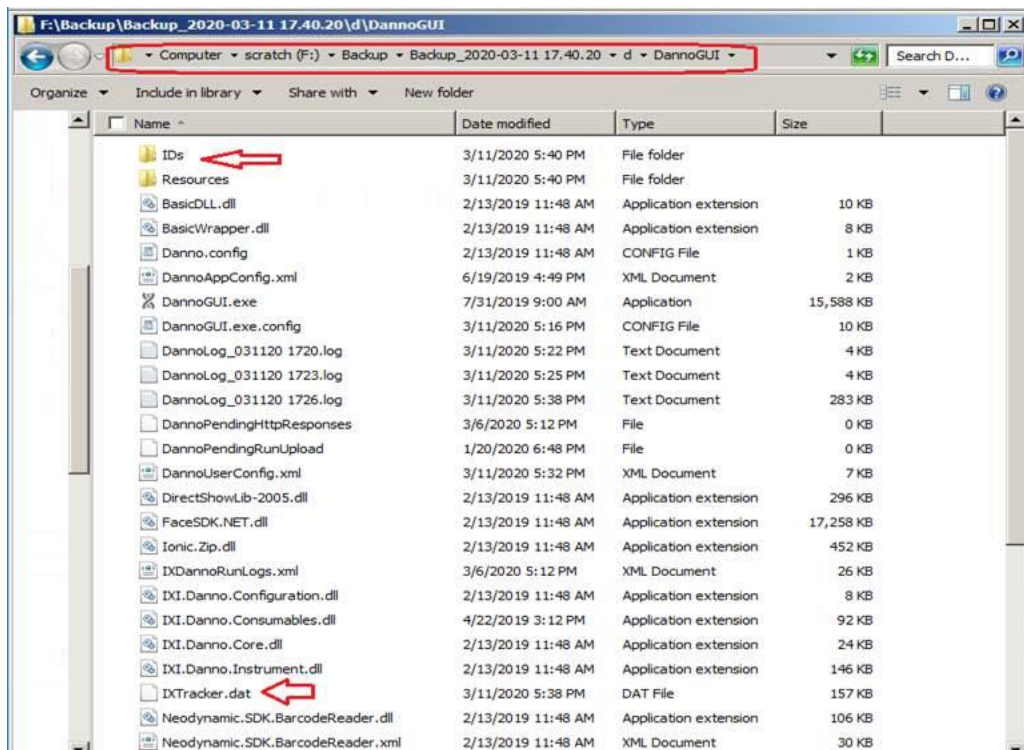 F:\Backup\Backup_2020-03-11 17.40.20\d\DannoGUI
Computer scratch (F:) Backup Backup_2020-03-11 17.40.20 d DannoGUI Search D...
Organize Include in library Share with New folder
Name Date modified Type Size
IDs 3/11/2020 5:40 PM File folder
Resources 3/11/2020 5:40 PM File folder
BasicDLL.dll 2/13/2019 11:48 AM Application extension 10 KB
BasicWrapper.dll 2/13/2019 11:48 AM Application extension 8 KB
Danno.config 2/13/2019 11:48 AM CONFIG File 1 KB
DannoAppConfig.xml 6/19/2019 4:49 PM XML Document 2 KB
DannoGUI.exe 7/31/2019 9:00 AM Application 15,588 KB
DannoGUI.exe.config 3/11/2020 5:16 PM CONFIG File 10 KB
DannoLog_031120 1720.log 3/11/2020 5:22 PM Text Document 4 KB
DannoLog_031120 1723.log 3/11/2020 5:25 PM Text Document 4 KB
DannoLog_031120 1726.log 3/11/2020 5:38 PM Text Document 283 KB
DannoPendingHttpResponses 3/6/2020 5:12 PM File 0 KB
DannoPendingRunUpload 1/20/2020 6:48 PM File 0 KB
DannoUserConfig.xml 3/11/2020 5:32 PM XML Document 7 KB
DirectShowLib-2005.dll 2/13/2019 11:48 AM Application extension 296 KB
FaceSDK.NET.dll 2/13/2019 11:48 AM Application extension 17,258 KB
Ionic.Zip.dll 2/13/2019 11:48 AM Application extension 452 KB
IXDannoRunLogs.xml 3/6/2020 5:12 PM XML Document 26 KB
IXI.Danno.Configuration.dll 2/13/2019 11:48 AM Application extension 8 KB
IXI.Danno.Consumables.dll 4/22/2019 3:12 PM Application extension 92 KB
IXI.Danno.Core.dll 2/13/2019 11:48 AM Application extension 24 KB
IXI.Danno.Instrument.dll 2/13/2019 11:48 AM Application extension 146 KB
IXTracker.dat 3/11/2020 5:38 PM DAT File 157 KB
Neodynamic.SDK.BarcodeReader.dll 2/13/2019 11:48 AM Application extension 106 KB
Neodynamic.SDK.BarcodeReader.xml 2/13/2019 11:48 AM XML Document 30 KB